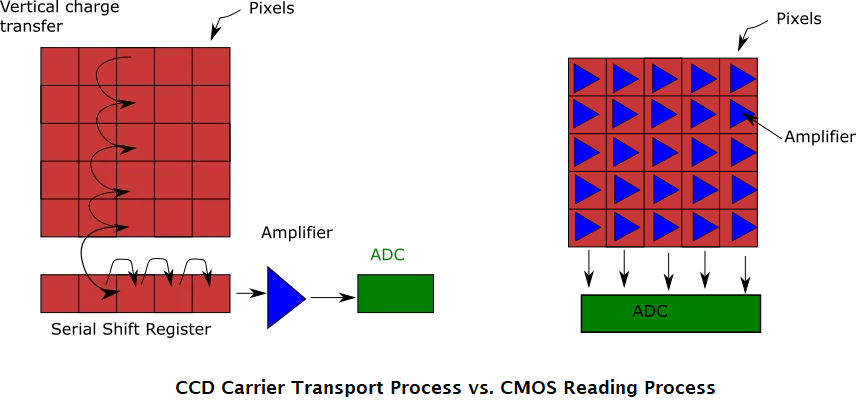 Vertical charge
transfer
Pixels
Amplifier
ADC
Serial Shift Register
Pixels
Amplifier
ADC
CCD Carrier Transport Process vs. CMOS Reading Process